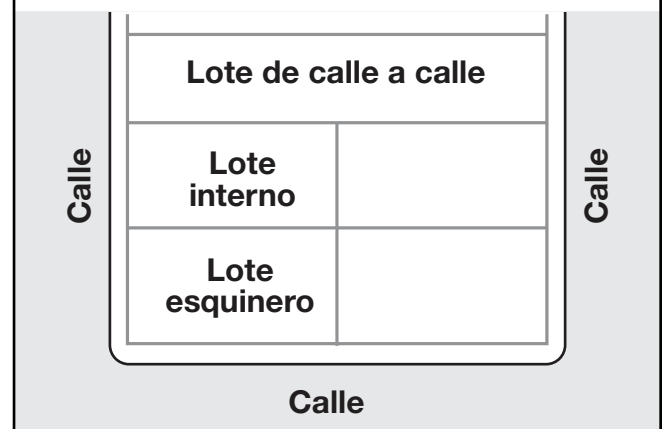 Lote de calle a calle
Calle
Lote
interno
Calle
Lote
esquinero
Calle